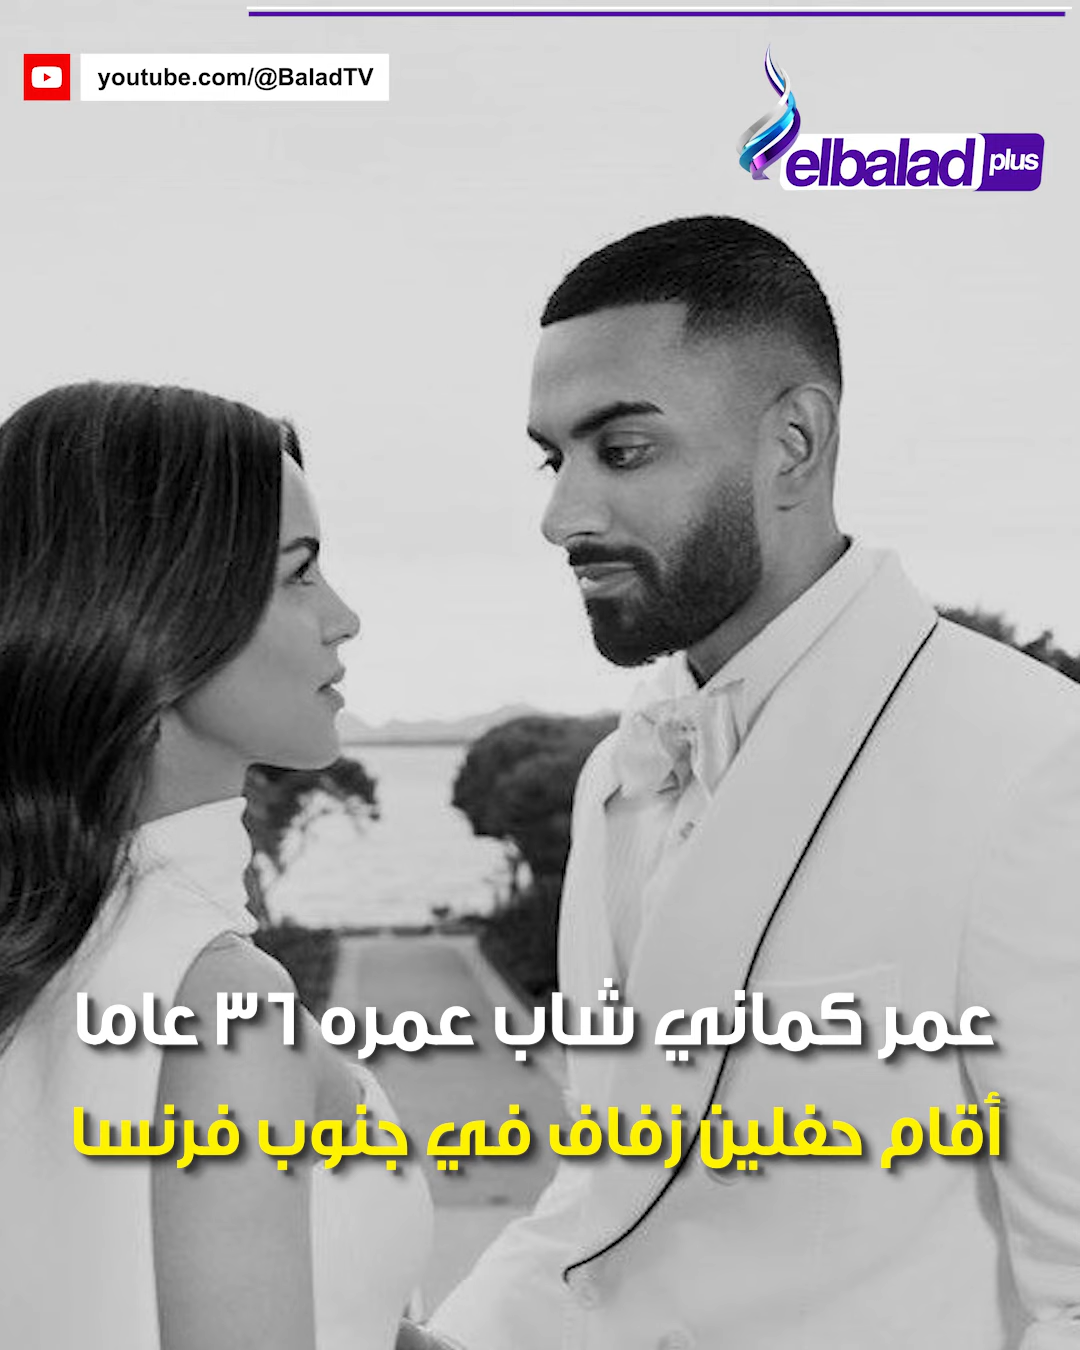 youtube.com/@BaladTV
elbalad plus
عمر كماني شاب عمره ٣٦ عاما
أقام حفلين زفاف في جنوب فرنسا